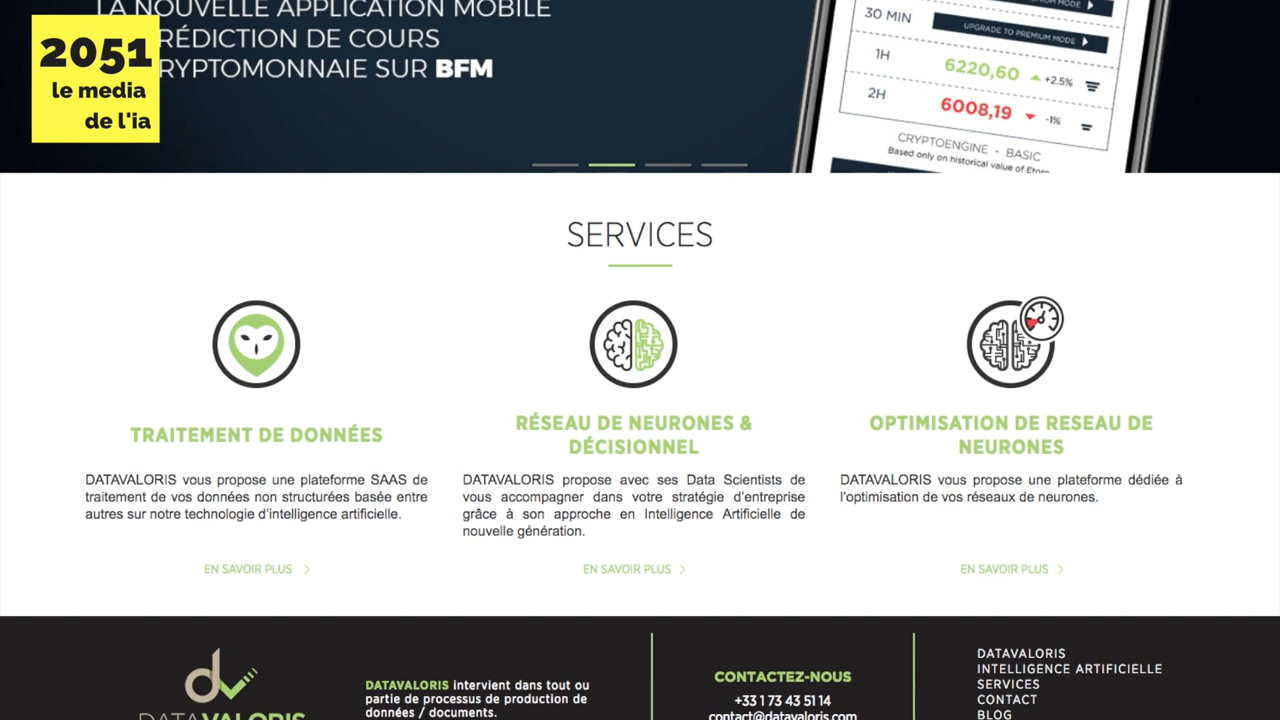 LA NOUVELLE APPLICATION MOBILE
RÉDICTION DE COURS
RYPTOMONNAIE SUR BFM
2051
le media
de l'ia
30 MIN
UPGRADE TO PREMIUM MODE
1H
6220,60
+2.5%
2H
6008,19
-1%
CRYPTOENGINE - BASIC
Based only on historical value of
SERVICES
TRAITEMENT DE DONNÉES
DATAVALORIS vous propose une plateforme SAAS de
traitement de vos données non structurées basée entre
autres sur notre technologie d'intelligence artificielle.
EN SAVOIR PLUS
RÉSEAU DE NEURONES &
DÉCISIONNEL
DATAVALORIS propose avec ses Data Scientists de
vous accompagner dans votre stratégie d'entreprise
grâce à son approche en Intelligence Artificielle de
nouvelle génération.
EN SAVOIR PLUS
OPTIMISATION DE RESEAU DE
NEURONES
DATAVALORIS vous propose une plateforme dédiée à
l'optimisation de vos réseaux de neurones.
EN SAVOIR PLUS
DATAVALORIS
DATAVALORIS intervient dans tout ou
partie de processus de production de
données / documents.
CONTACTEZ-NOUS
+33 1 73 43 51 14
contact@datavaloris.com
DATAVALORIS
INTELLIGENCE ARTIFICIELLE
SERVICES
CONTACT
BLOG